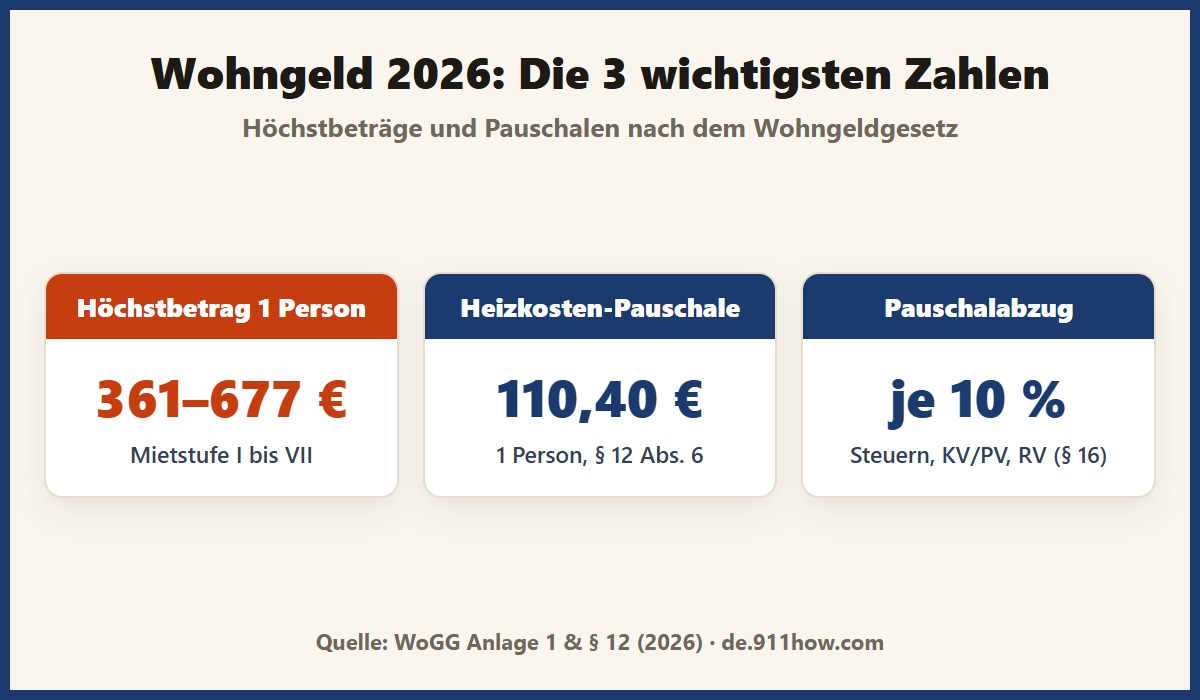 Wohngeld 2026: Die 3 wichtigsten Zahlen
Höchstbeträge und Pauschalen nach dem Wohngeldgesetz
Höchstbetrag 1 Person
361–677 €
Mietstufe I bis VII
Heizkosten-Pauschale
110,40 €
1 Person, § 12 Abs. 6
Pauschalabzug
je 10 %
Steuern, KV/PV, RV (§ 16)
Quelle: WoGG Anlage 1 & § 12 (2026) · de.911how.com